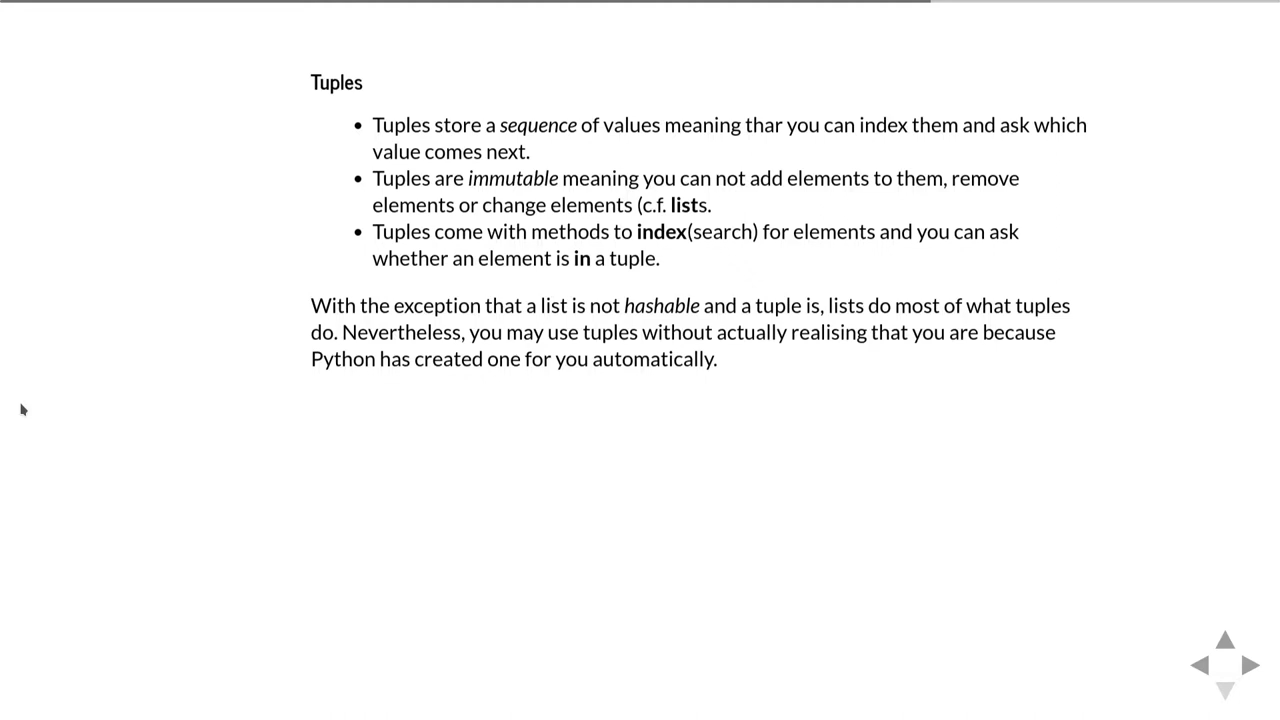 Tuples
• Tuples store a sequence of values meaning thar you can index them and ask which
value comes next.
• Tuples are immutable meaning you can not add elements to them, remove
elements or change elements (c.f. lists.
• Tuples come with methods to index(search) for elements and you can ask
whether an element is in a tuple.
With the exception that a list is not hashable and a tuple is, lists do most of what tuples
do. Nevertheless, you may use tuples without actually realising that you are because
Python has created one for you automatically.